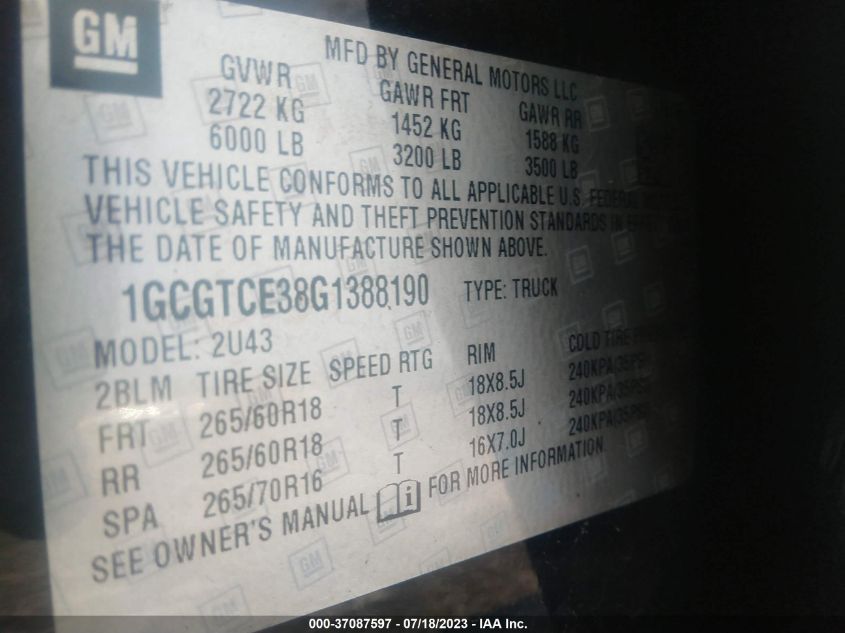 GM
MFD BY GENERAL MOTORS LLC
GVWR GAWR FRT GAWR RR
2722 KG 1452 KG 1588 KG
6000 LB 3200 LB 3500 LB
THIS VEHICLE CONFORMS TO ALL APPLICABLE U.S. FEDERAL
VEHICLE SAFETY AND THEFT PREVENTION STANDARDS IN EFFECT
THE DATE OF MANUFACTURE SHOWN ABOVE.
1GCGTCE38G1388190 TYPE: TRUCK
MODEL: 2U43
2BLM TIRE SIZE SPEED RTG RIM COLD TIRE
FRT 265/60R18 T 18X8.5J 240KPA(35PSI)
RR 265/60R18 T 18X8.5J 240KPA(35PSI)
SPA 265/70R16 T 16X7.0J 240KPA(35PSI)
SEE OWNER'S MANUAL FOR MORE INFORMATION
000-37087597 - 07/18/2023 - IAA Inc.